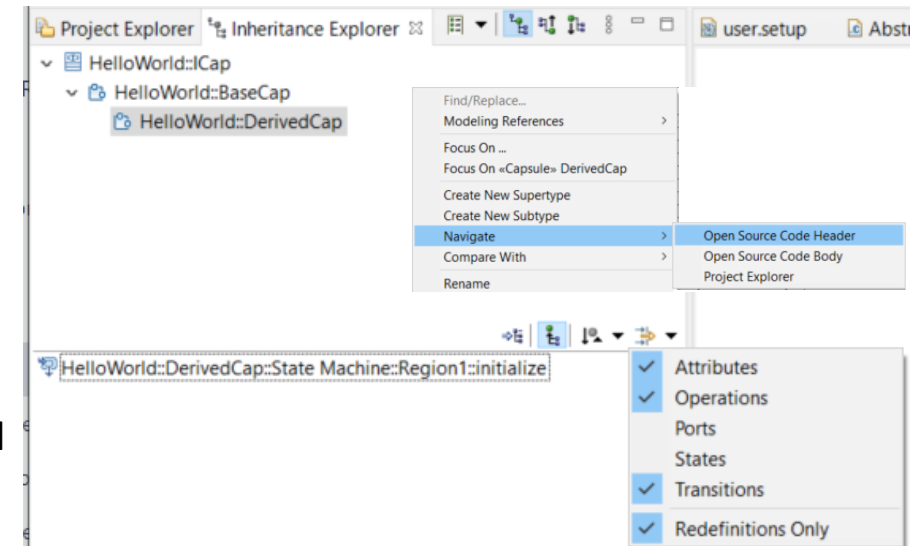 Project Explorer Inheritance Explorer user.setup Abstr
HelloWorld::ICap
HelloWorld::BaseCap
HelloWorld::DerivedCap
Find/Replace...
Modeling References
Focus On ...
Focus On «Capsule» DerivedCap
Create New Supertype
Create New Subtype
Navigate
Compare With
Rename
Open Source Code Header
Open Source Code Body
Project Explorer
HelloWorld::DerivedCap::State Machine::Region1::initialize
Attributes
Operations
Ports
States
Transitions
Redefinitions Only